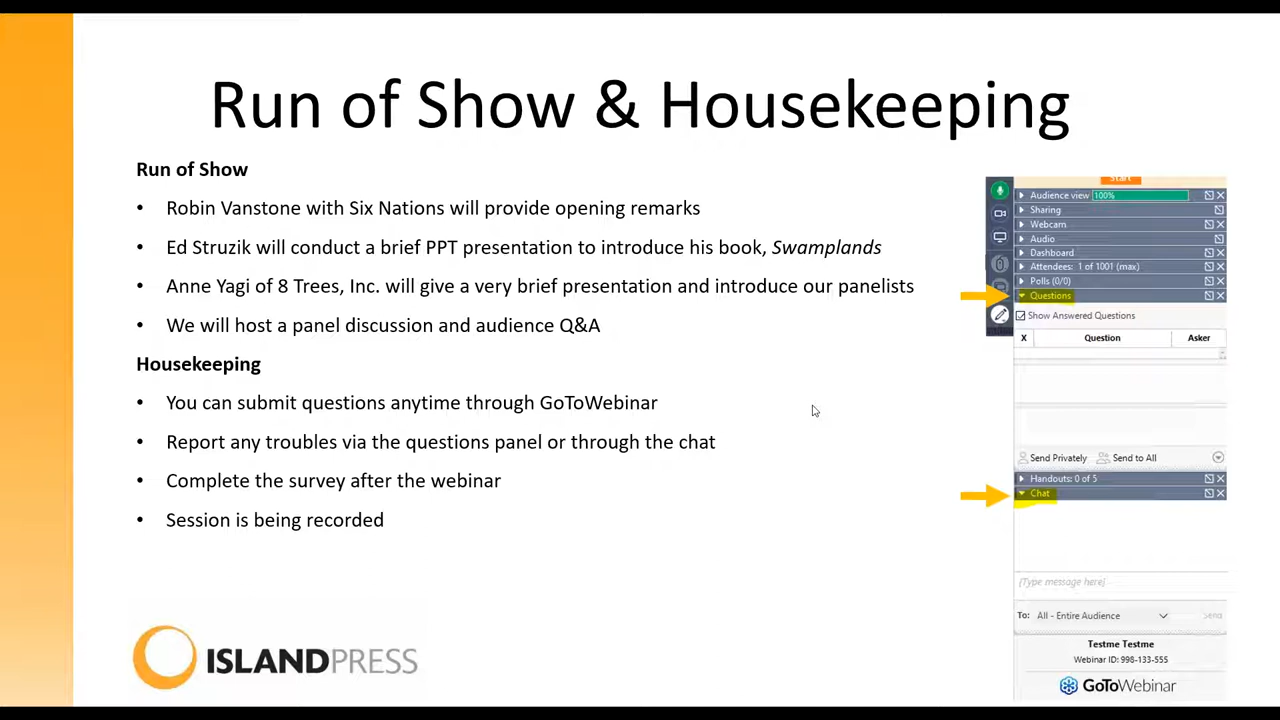 Run of Show & Housekeeping
Run of Show
• Robin Vanstone with Six Nations will provide opening remarks
• Ed Struzik will conduct a brief PPT presentation to introduce his book, Swamplands
• Anne Yagi of 8 Trees, Inc. will give a very brief presentation and introduce our panelists
• We will host a panel discussion and audience Q&A
Housekeeping
• You can submit questions anytime through GoToWebinar
• Report any troubles via the questions panel or through the chat
• Complete the survey after the webinar
• Session is being recorded
ISLANDPRESS
Start
Audience view 100%
Sharing
Webcam
Audio
Dashboard
Attendees: 1 of 1001 (max)
Polls (0/0)
Questions
Show Answered Questions
X Question Asker
Send Privately Send to All
Handouts: 0 of 5
Chat
[Type message here]
To: All - Entire Audience Send
Testme Testme
Webinar ID: 998-133-555
GoToWebinar